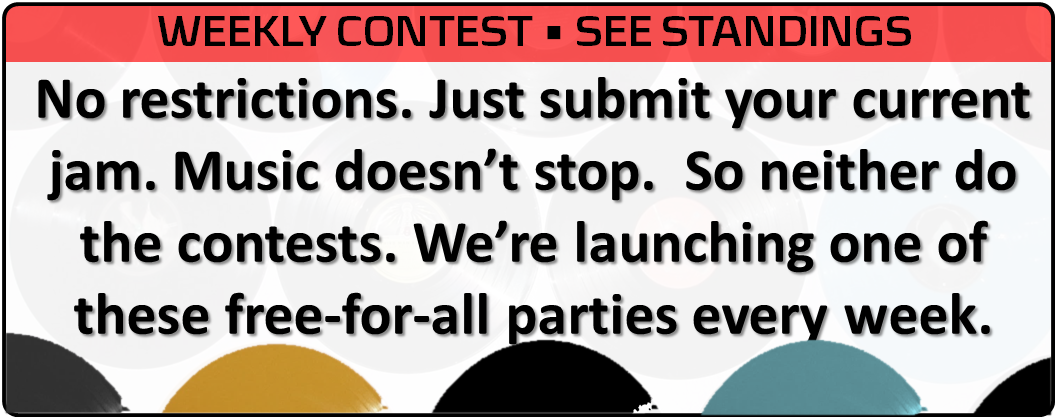 WEEKLY CONTEST ▪ SEE STANDINGS
No restrictions. Just submit your current
jam. Music doesn’t stop.  So neither do
the contests. We’re launching one of
these free-for-all parties every week.